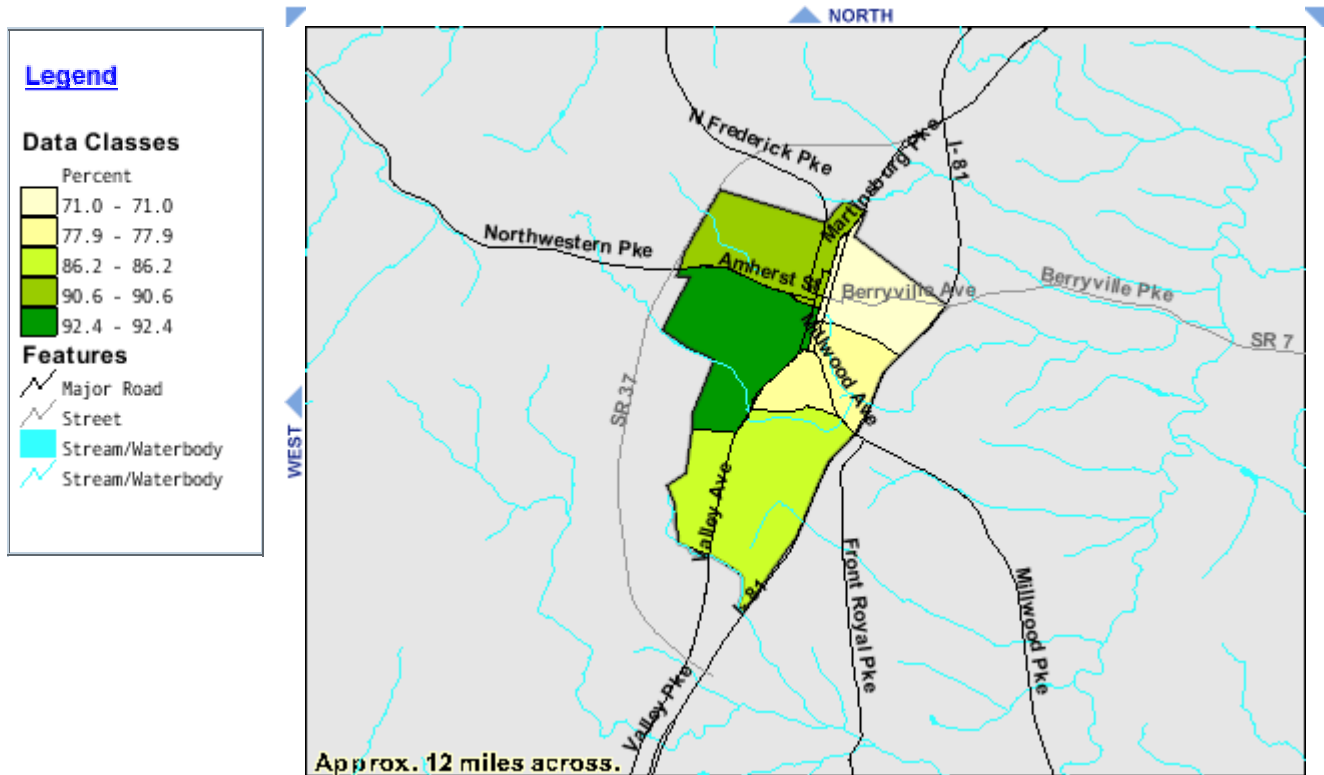 NORTH
Legend
Data Classes
Percent
71.0 - 71.0
77.9 - 77.9
86.2 - 86.2
90.6 - 90.6
92.4 - 92.4
Features
Major Road
Street
Stream/Waterbody
Stream/Waterbody
WEST
N Frederick Pke
Martinsburg Pke
I- 81
Northwestern Pke
Amherst St
Berryville Ave
Berryville Pke
SR 7
Millwood Ave
SR 37
Valley Ave
I- 81
Front Royal Pke
Millwood Pke
Valley Pke
Approx. 12 miles across.